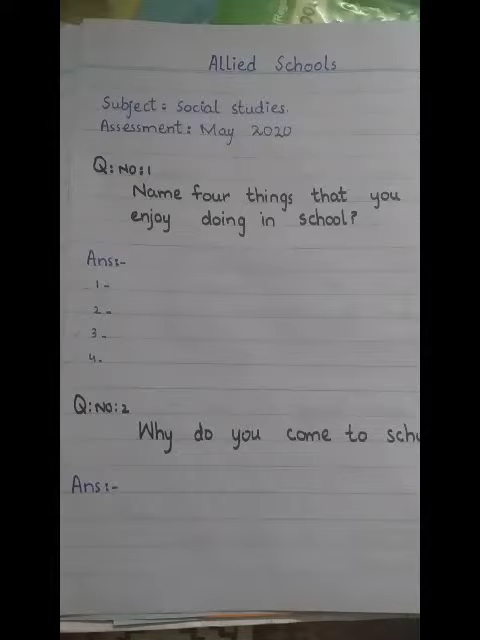 Allied Schools
Subject: Social studies.
Assessment: May 2020
Q:NO:1
Name four things that you
enjoy doing in school?
Ans:-
1-
2-
3-
4-
Q:NO:2
Why do you come to scho
Ans:-